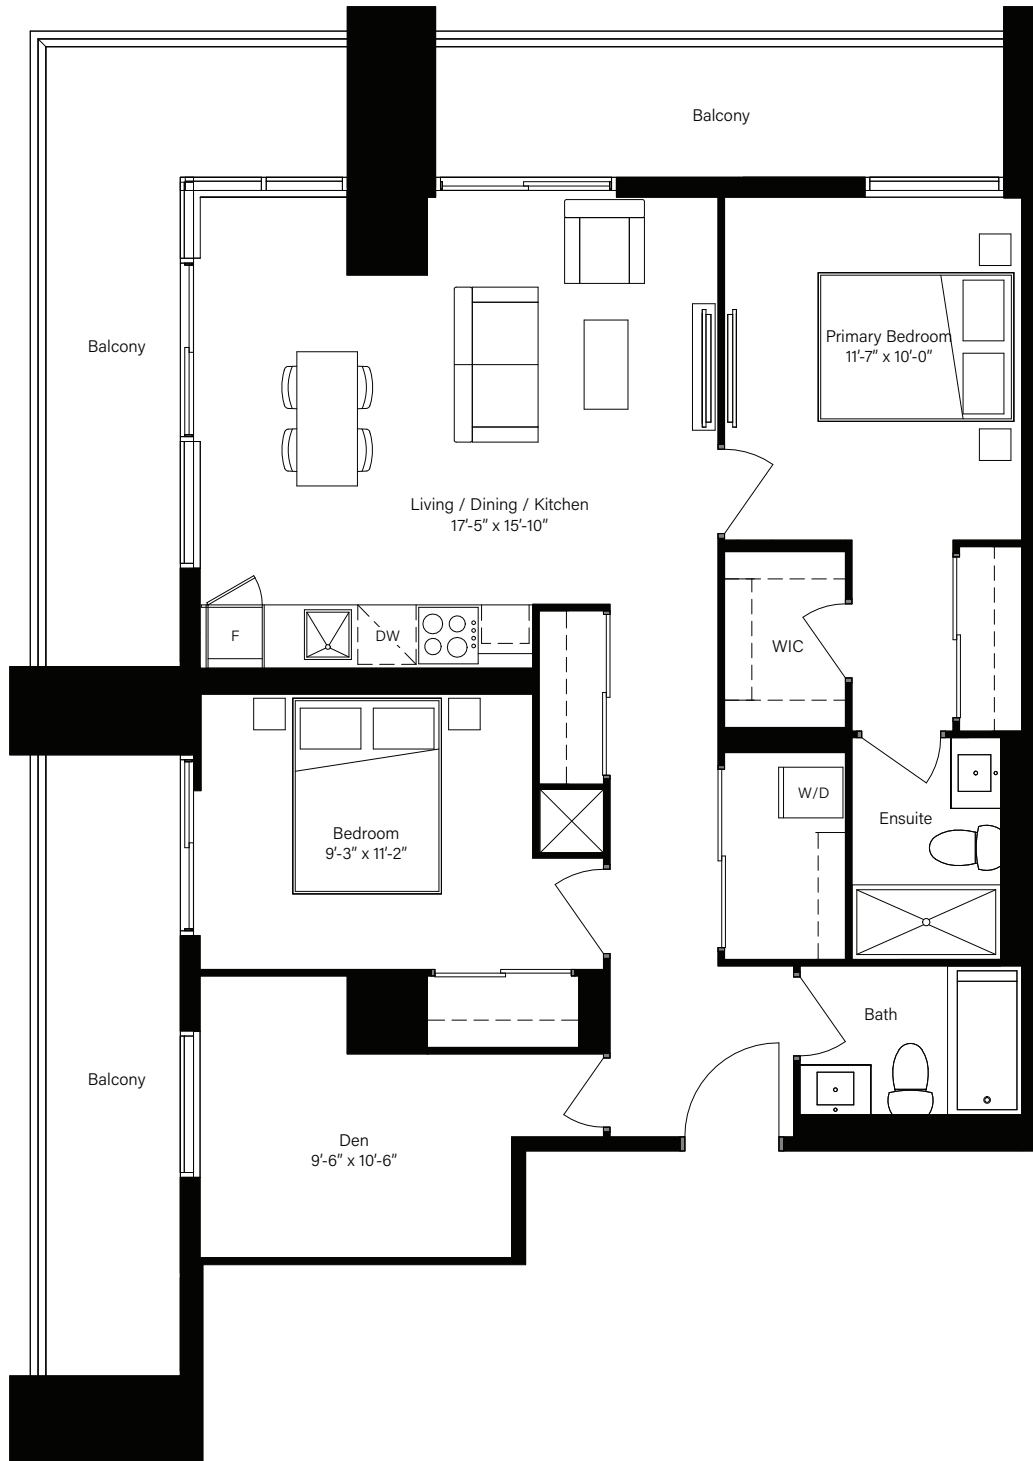 Balcony
Balcony
Primary Bedroom
11'-7" x 10'-0"
Living / Dining / Kitchen
17'-5" x 15'-10"
F
DW
WIC
W/D
Ensuite
Bedroom
9'-3" x 11'-2"
Bath
Balcony
Den
9'-6" x 10'-6"